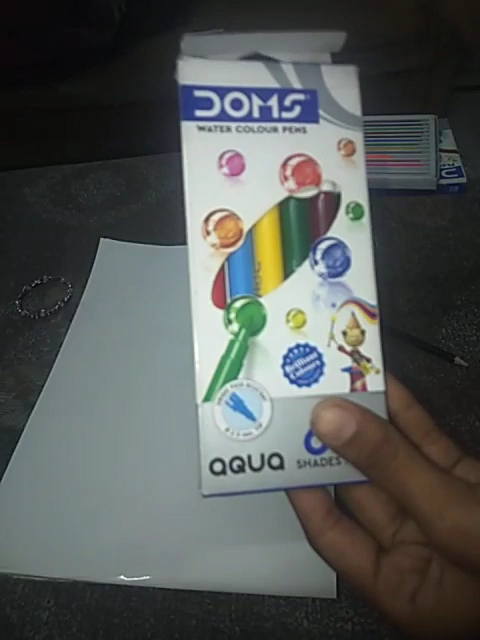 DOMS
WATER COLOUR PENS
Brilliant
Colours
AQUA
SHADES